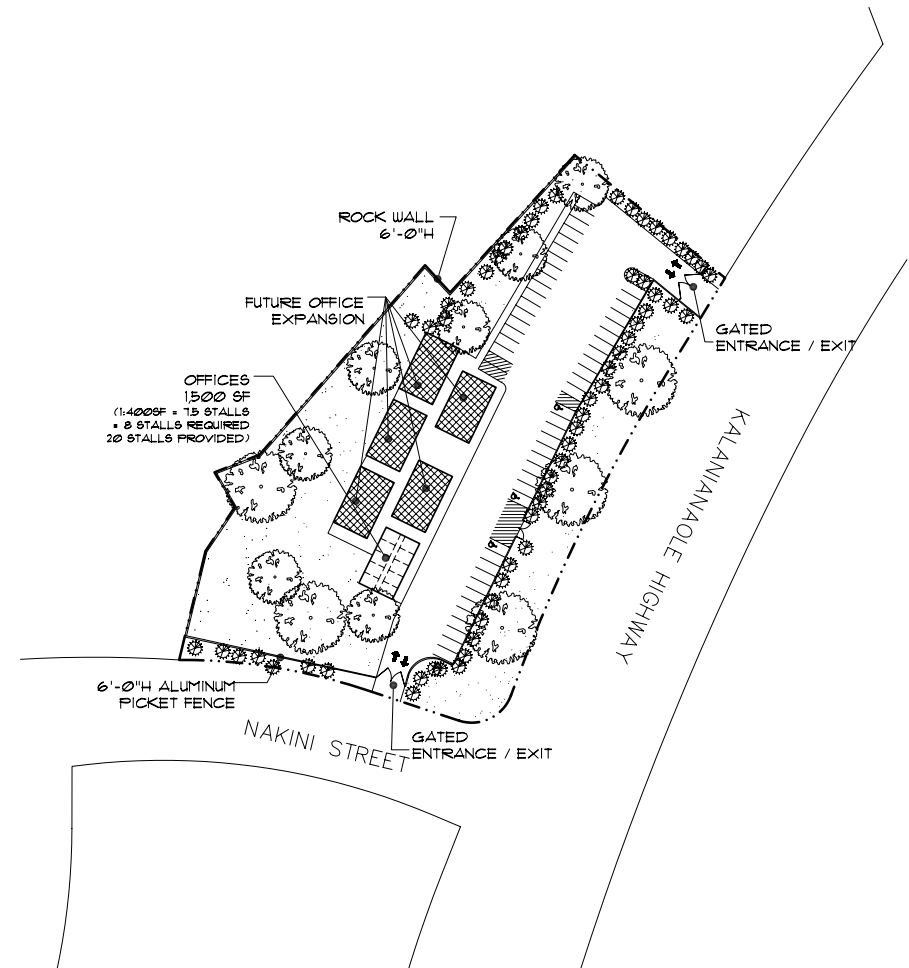 ROCK WALL
6'-0"H
FUTURE OFFICE
EXPANSION
OFFICES
1,500 SF
(1:400SF = 7.5 STALLS
= 8 STALLS REQUIRED
20 STALLS PROVIDED)
GATED
ENTRANCE / EXIT
KALANIANAOLE HIGHWAY
6'-0"H ALUMINUM
PICKET FENCE
NAKINI STREET
GATED
ENTRANCE / EXIT